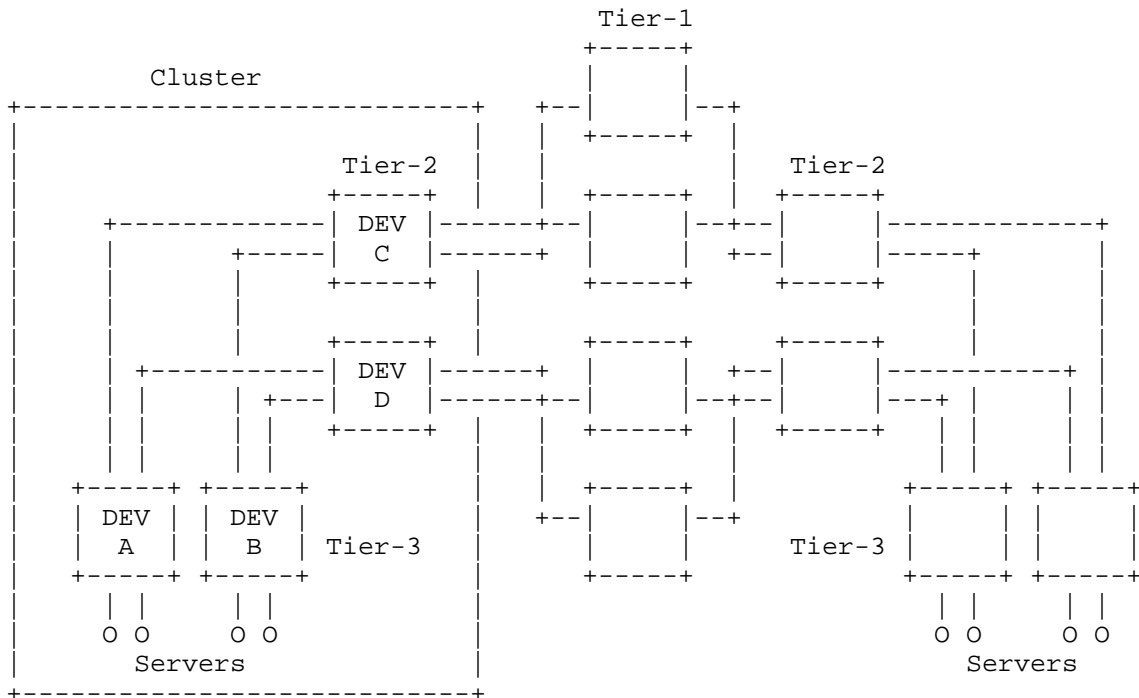 Tier-1
Cluster
Tier-2 Tier-2
DEV
C
DEV
D
DEV DEV
A B Tier-3 Tier-3
O O O O O O O O
Servers Servers